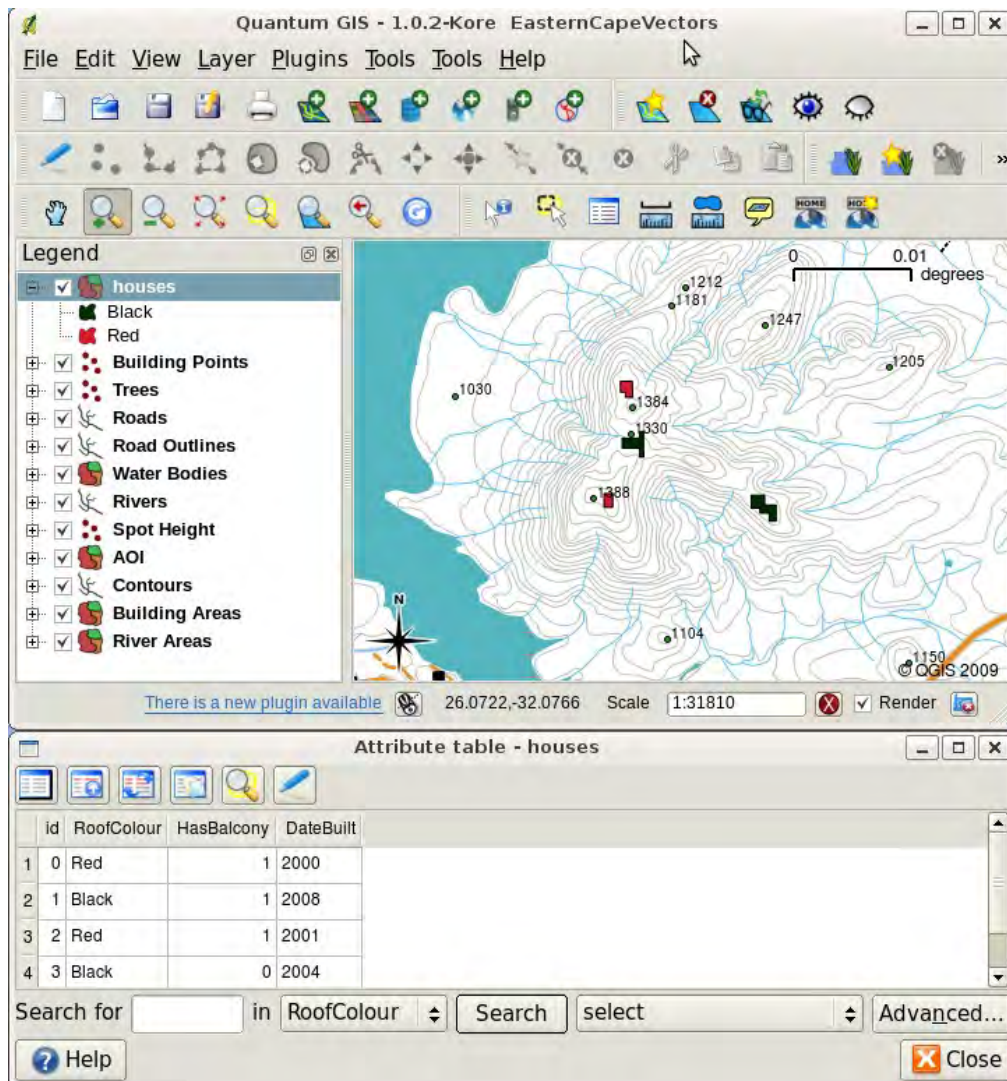 Quantum GIS - 1.0.2-Kore EasternCapeVectors
File Edit View Layer Plugins Tools Tools Help
»
HOME
Legend
houses
Black
Red
Building Points
Trees
Roads
Road Outlines
Water Bodies
Rivers
Spot Height
AOI
Contours
Building Areas
River Areas
0 0.01
degrees
1212
1181
1247
1205
1030
1384
1330
1388
1104
1150
N
© QGIS 2009
There is a new plugin available 26.0722,-32.0766 Scale 1:31810 Render
Attribute table - houses
id RoofColour HasBalcony DateBuilt
1 0 Red 1 2000
2 1 Black 1 2008
3 2 Red 1 2001
4 3 Black 0 2004
Search for in RoofColour Search select Advanced...
Help Close